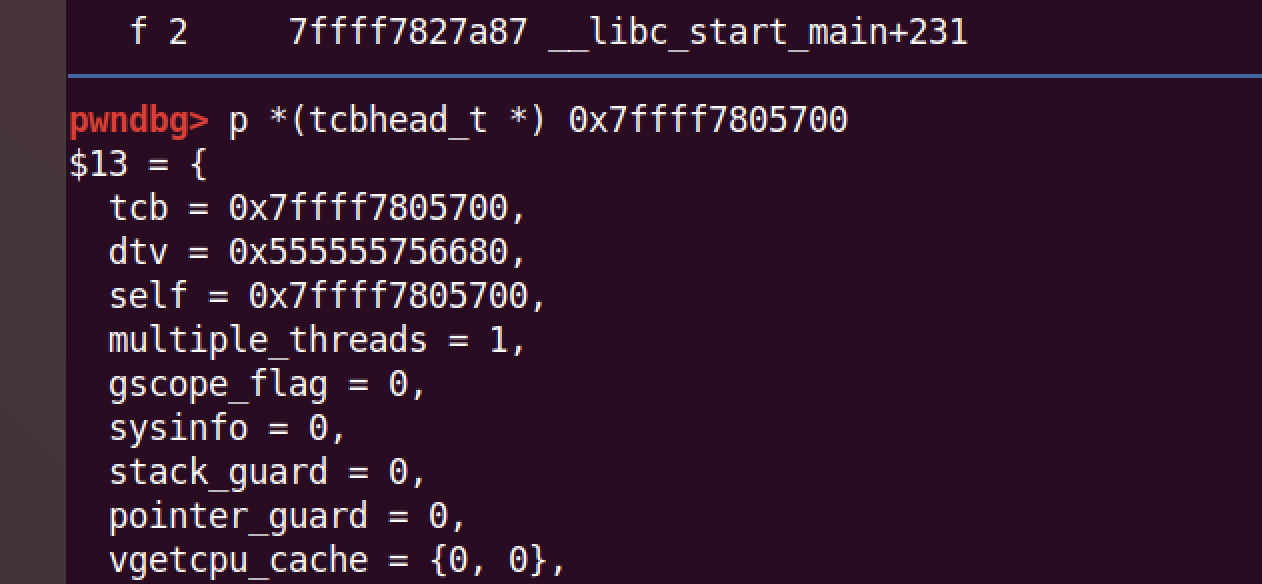 f 2     7ffff7827a87 __libc_start_main+231
pwndbg> p *(tcbhead_t *) 0x7ffff7805700
$13 = {
  tcb = 0x7ffff7805700,
  dtv = 0x555555756680,
  self = 0x7ffff7805700,
  multiple_threads = 1,
  gscope_flag = 0,
  sysinfo = 0,
  stack_guard = 0,
  pointer_guard = 0,
  vgetcpu_cache = {0, 0},